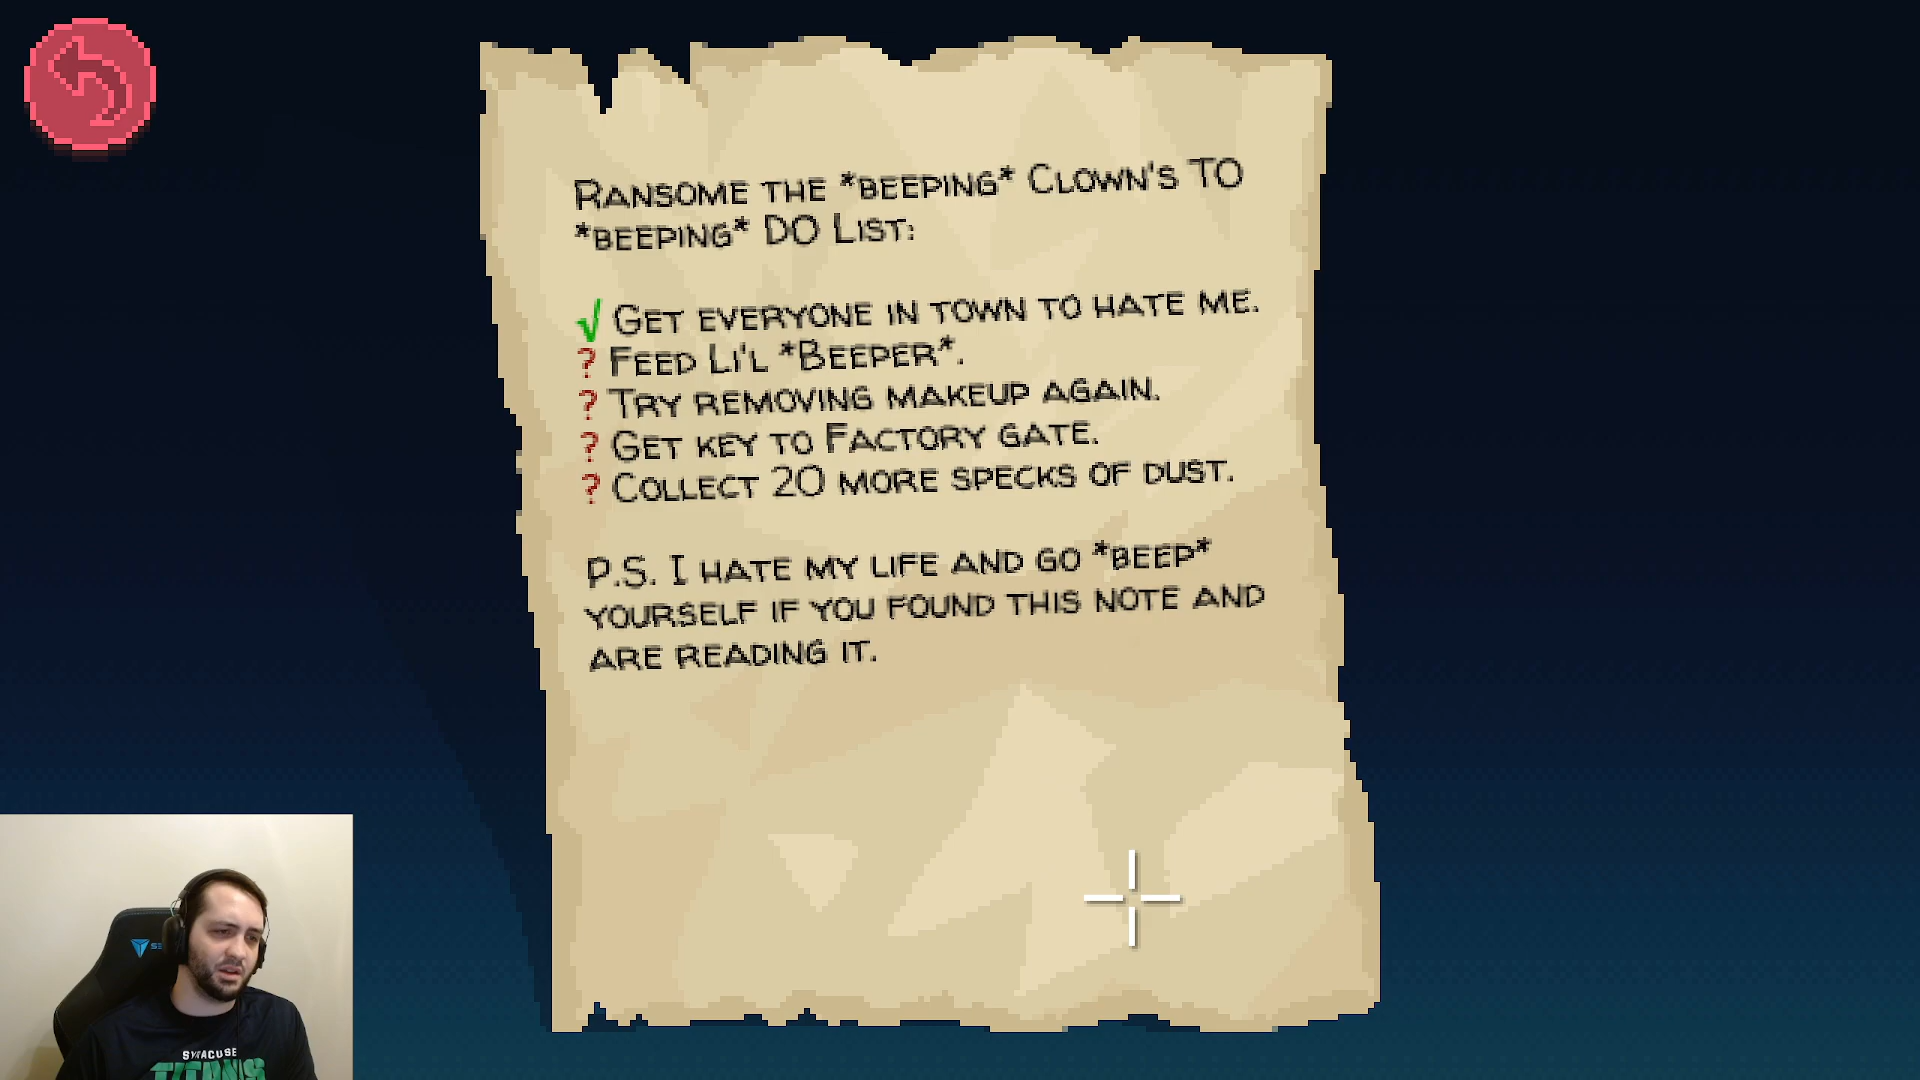 Ransome the *beeping* Clown's TO
*beeping* DO List:
√ Get everyone in town to hate me.
? Feed Li'l *Beeper*.
? Try removing makeup again.
? Get key to Factory gate.
? Collect 20 more specks of dust.
P.S. I hate my life and go *beep*
yourself if you found this note and
are reading it.
SYRACUSE
TITANS